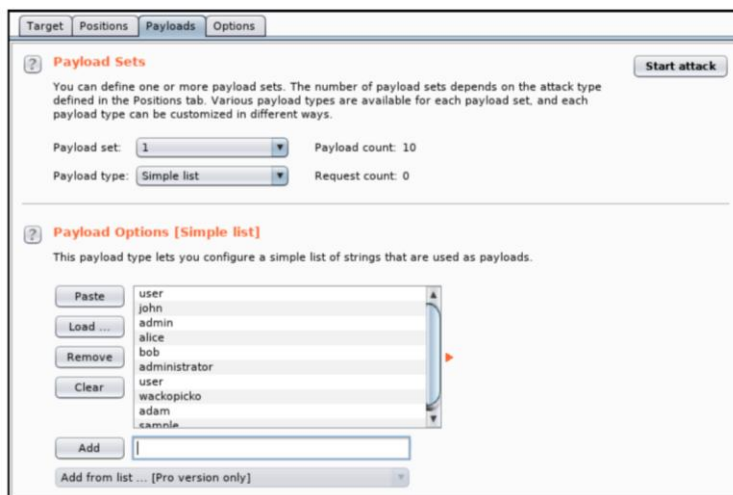 Target Positions Payloads Options
Payload Sets
Start attack
You can define one or more payload sets. The number of payload sets depends on the attack type
defined in the Positions tab. Various payload types are available for each payload set, and each
payload type can be customized in different ways.
Payload set: 1 Payload count: 10
Payload type: Simple list Request count: 0
Payload Options [Simple list]
This payload type lets you configure a simple list of strings that are used as payloads.
Paste
Load ...
Remove
Clear
user
john
admin
alice
bob
administrator
user
wackopicko
adam
sample
Add
Add from list ... [Pro version only]